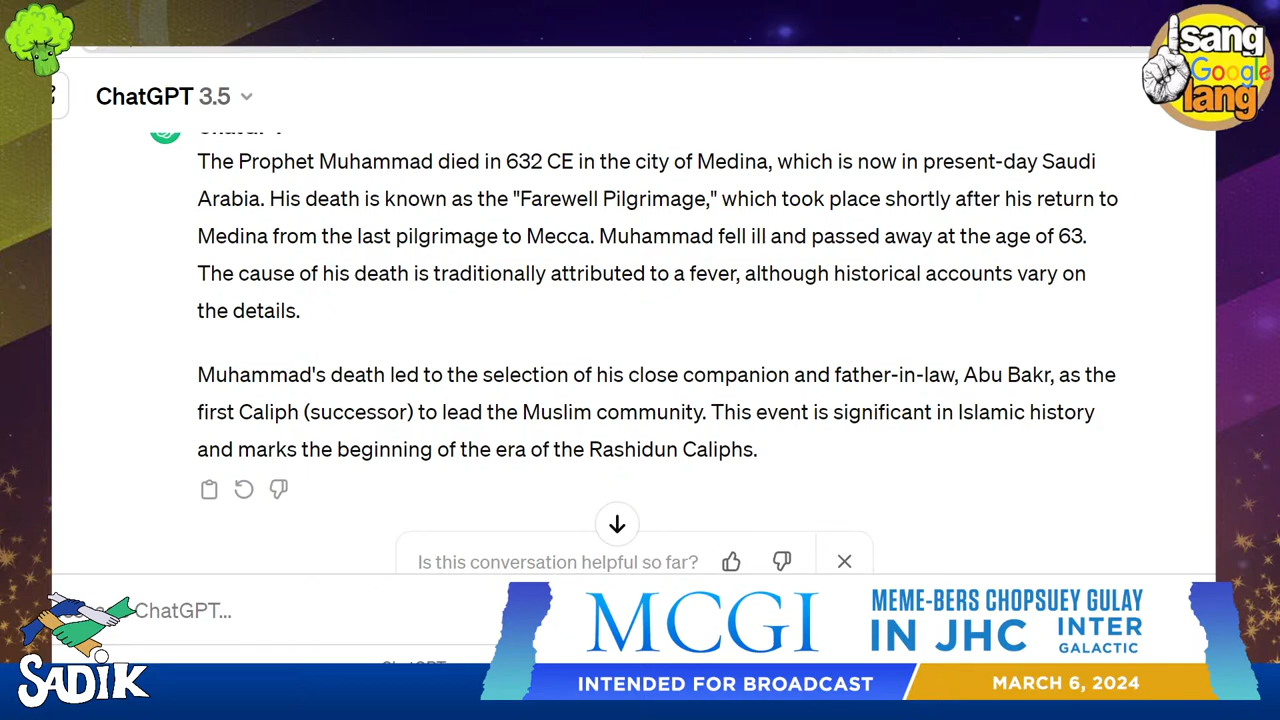 Isang
Google
lang
ChatGPT 3.5
ChatGPT
The Prophet Muhammad died in 632 CE in the city of Medina, which is now in present-day Saudi
Arabia. His death is known as the "Farewell Pilgrimage," which took place shortly after his return to
Medina from the last pilgrimage to Mecca. Muhammad fell ill and passed away at the age of 63.
The cause of his death is traditionally attributed to a fever, although historical accounts vary on
the details.
Muhammad's death led to the selection of his close companion and father-in-law, Abu Bakr, as the
first Caliph (successor) to lead the Muslim community. This event is significant in Islamic history
and marks the beginning of the era of the Rashidun Caliphs.
Is this conversation helpful so far?
ChatGPT...
MCGI
MEME-BERS CHOPSUEY GULAY
IN JHC INTER
GALACTIC
SADIK
INTENDED FOR BROADCAST
MARCH 6, 2024